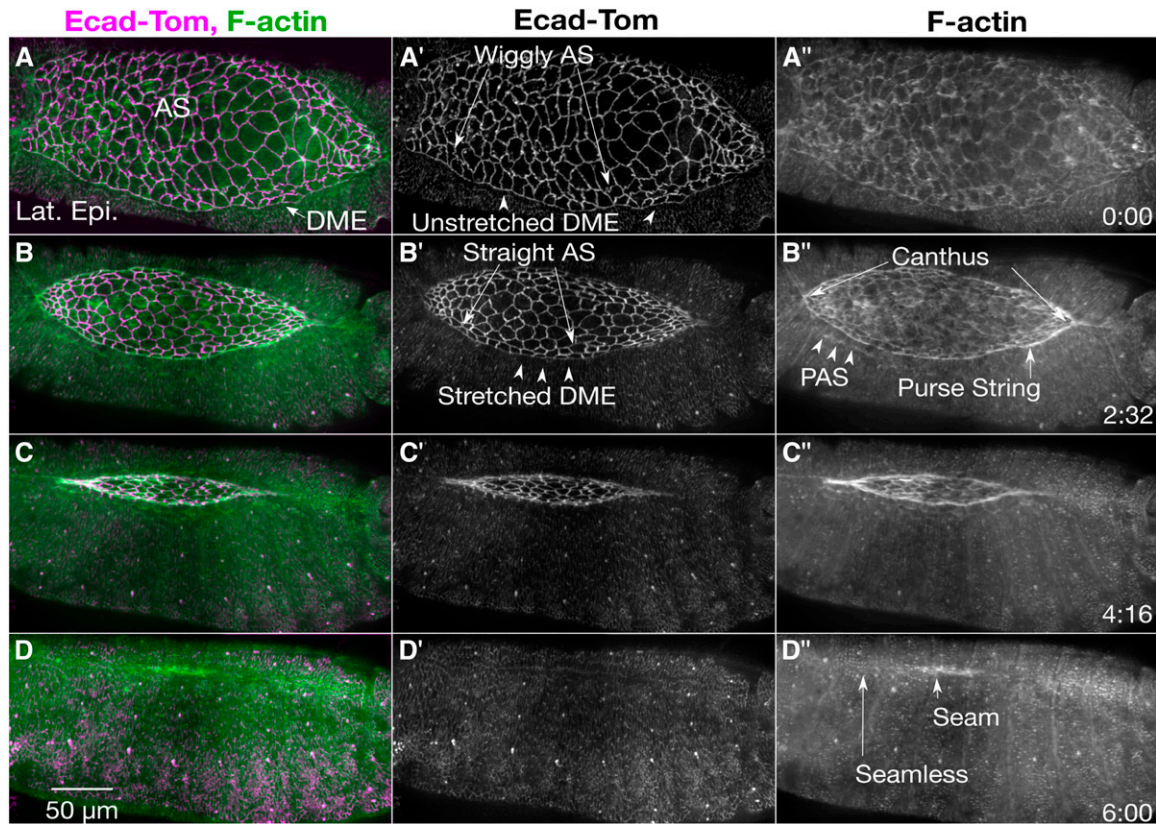 Ecad-Tom, F-actin
Ecad-Tom
F-actin
A
AS
Lat. Epi.
DME
A'
Wiggly AS
Unstretched DME
A"
0:00
B
B'
Straight AS
Stretched DME
B"
Canthus
PAS
Purse String
2:32
C
C'
C"
4:16
D
50 μm
D'
D"
Seam
Seamless
6:00